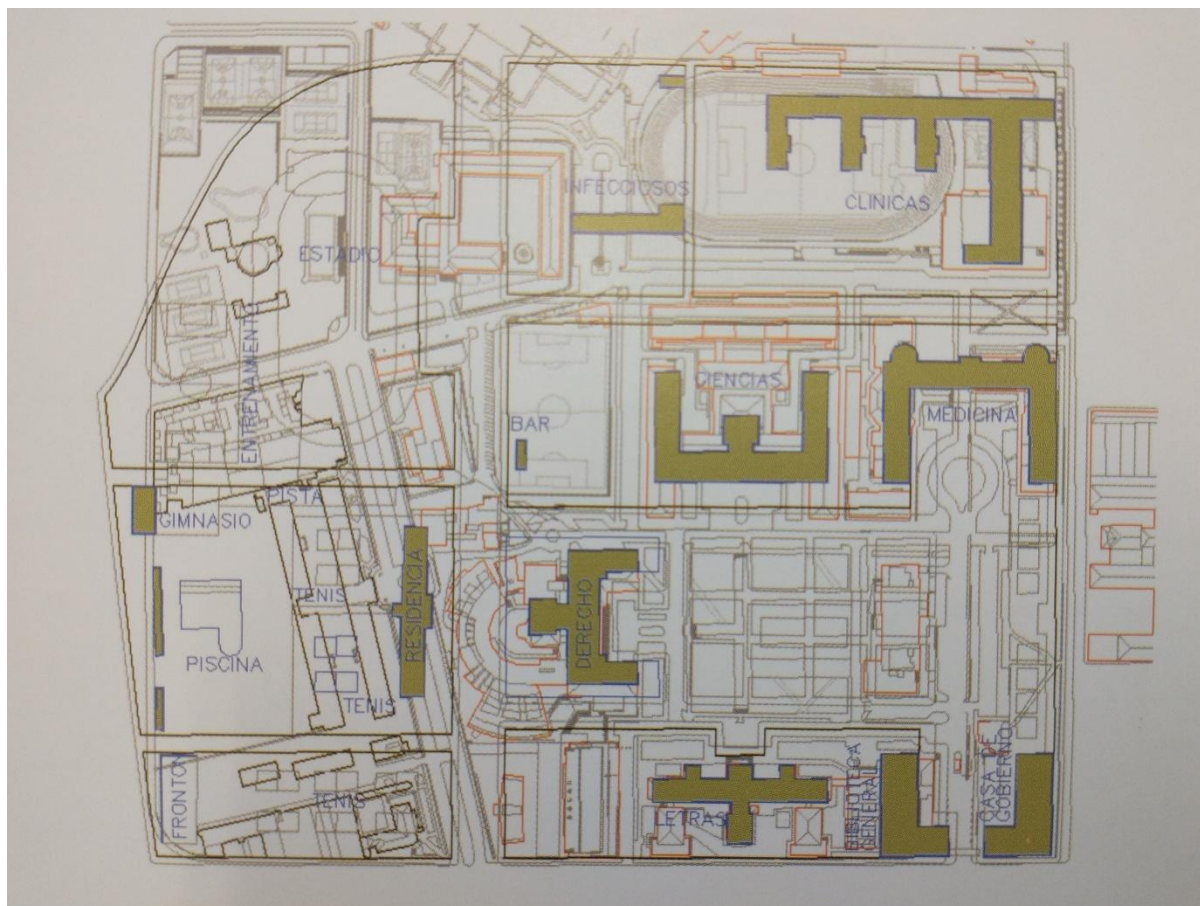 INFECCIOSOS
CLINICAS
ESTADIO
ENTRENAMIENTO
CIENCIAS
BAR
MEDICINA
PISTA
GIMNASIO
RESIDENCIA
TENIS
DERECHO
PISCINA
TENIS
FRONTON
TENIS
LETRAS
BIBLIOTECA
GENERAL
CASA DE
GOBIERNO